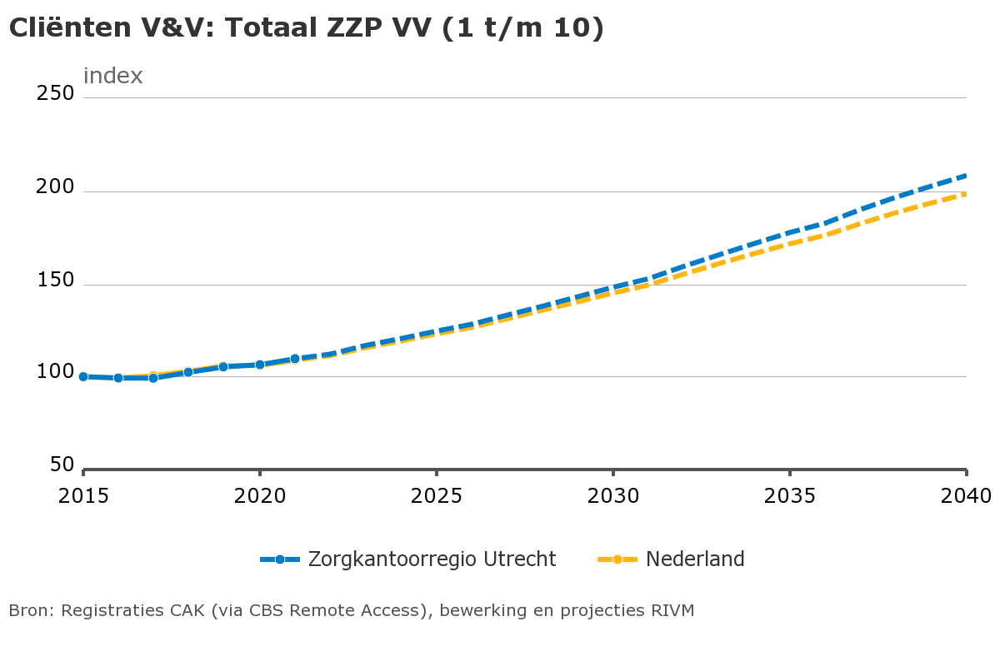 Cliënten V&V: Totaal ZZP VV (1 t/m 10)
index
250
200
150
100
50
2015 2020 2025 2030 2035 2040
Zorgkantoorregio Utrecht Nederland
Bron: Registraties CAK (via CBS Remote Access), bewerking en projecties RIVM